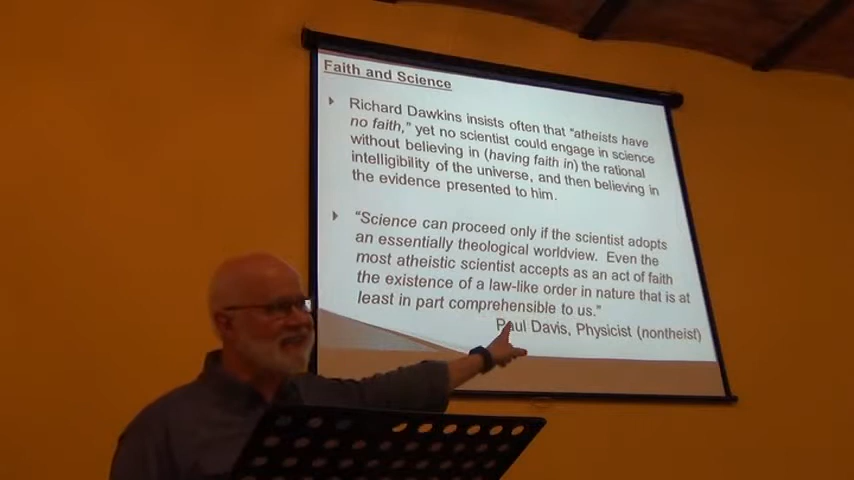 Faith and Science
Richard Dawkins insists often that "atheists have
no faith," yet no scientist could engage in science
without believing in (having faith in) the rational
intelligibility of the universe, and then believing in
the evidence presented to him.
"Science can proceed only if the scientist adopts
an essentially theological worldview. Even the
most atheistic scientist accepts as an act of faith
the existence of a law-like order in nature that is at
least in part comprehensible to us."
Paul Davis, Physicist (nontheist)